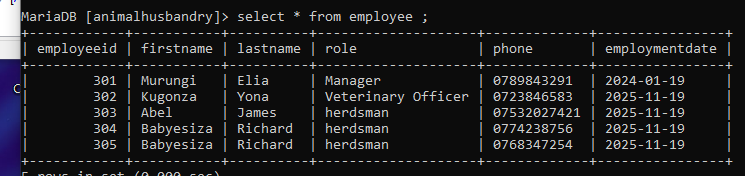 MariaDB [animalhusbandry]> select * from employee ;
+------------+-----------+----------+--------------------+-------------+----------------+
| employeeid | firstname | lastname | role               | phone       | employmentdate |
+------------+-----------+----------+--------------------+-------------+----------------+
|        301 | Murungi   | Elia     | Manager            | 0789843291  | 2024-01-19     |
|        302 | Kugonza   | Yona     | Veterinary Officer | 0723846583  | 2025-11-19     |
|        303 | Abel      | James    | herdsman           | 07532027421 | 2025-11-19     |
|        304 | Babyesiza | Richard  | herdsman           | 0774238756  | 2025-11-19     |
|        305 | Babyesiza | Richard  | herdsman           | 0768347254  | 2025-11-19     |
+------------+-----------+----------+--------------------+-------------+----------------+
5 rows in set (0.000 sec)